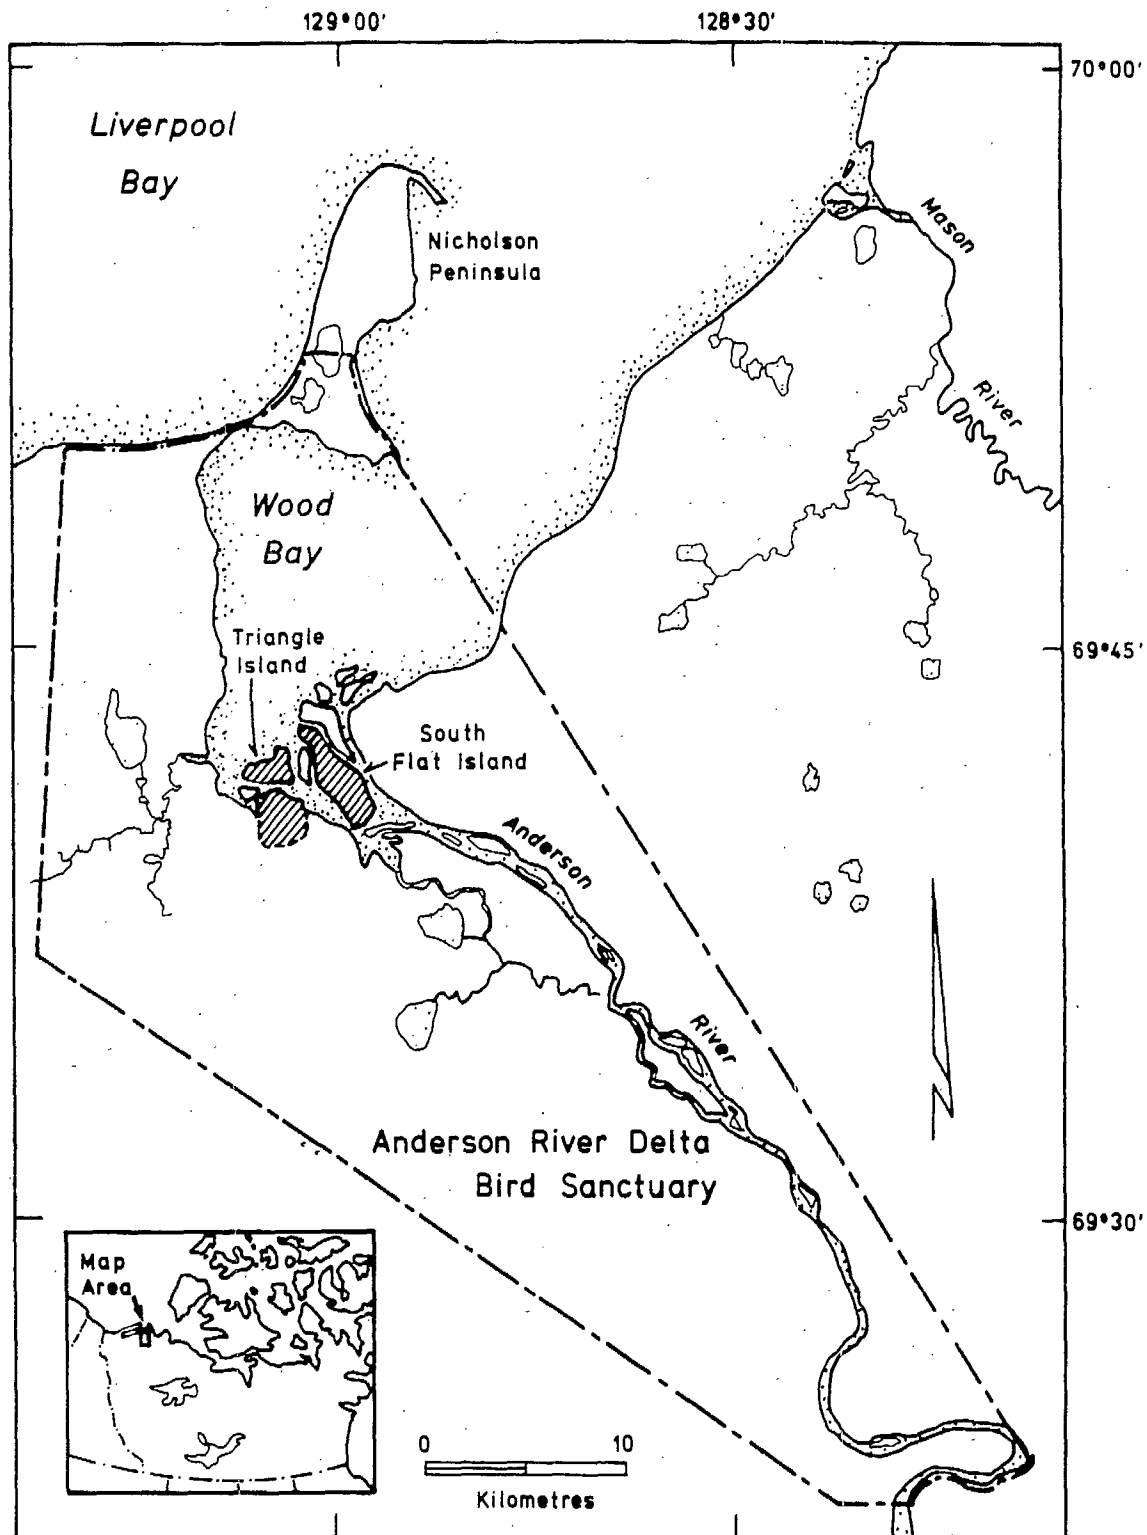 129°00'
128°30'
70°00'
Liverpool
Bay
Mason
Nicholson
Peninsula
River
Wood
Bay
Triangle
Island
69°45'
South
Flat Island
Anderson
River
Anderson River Delta
Bird Sanctuary
69°30'
Map
Area
0 10
Kilometres